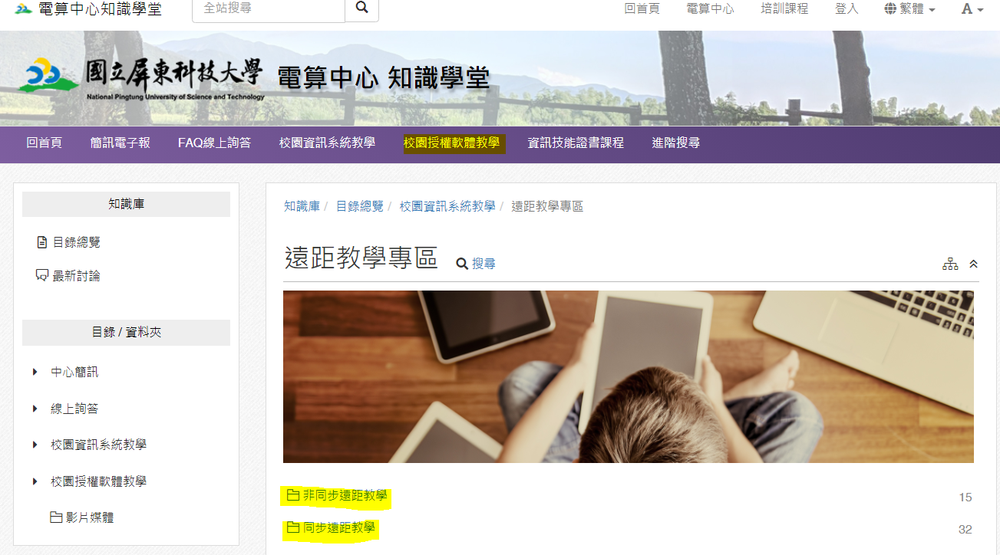 電算中心知識學堂 全站搜尋 回首頁 電算中心 培訓課程 登入 繁體 A
國立屏東科技大學 電算中心 知識學堂
National Pingtung University of Science and Technology
回首頁 簡訊電子報 FAQ線上詢答 校園資訊系統教學 校園授權軟體教學 資訊技能證書課程 進階搜尋
知識庫
目錄總覽
最新討論
目錄 / 資料夾
中心簡訊
線上詢答
校園資訊系統教學
校園授權軟體教學
影片媒體
知識庫 / 目錄總覽 / 校園資訊系統教學 / 遠距教學專區
遠距教學專區 搜尋
非同步遠距教學 15
同步遠距教學 32